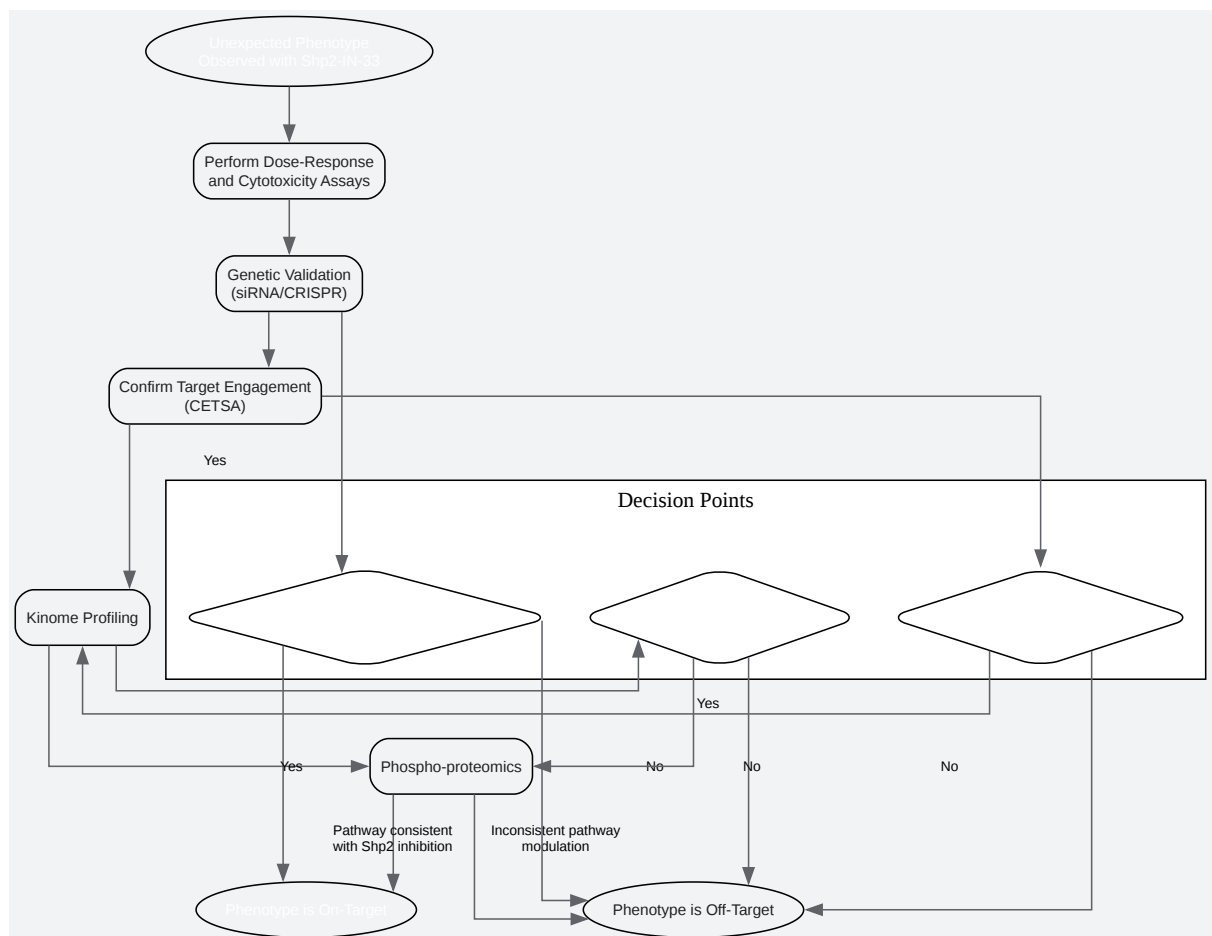 Unexpected Phenotype
Observed with Shp2-IN-33
Perform Dose-Response
and Cytotoxicity Assays
Genetic Validation
(siRNA/CRISPR)
Confirm Target Engagement
(CETSA)
Yes
Decision Points
Kinome Profiling
Yes
Yes
Phospho-proteomics
No
No
No
Pathway consistent
with Shp2 inhibition
Inconsistent pathway
modulation
Phenotype is On-Target
Phenotype is Off-Target